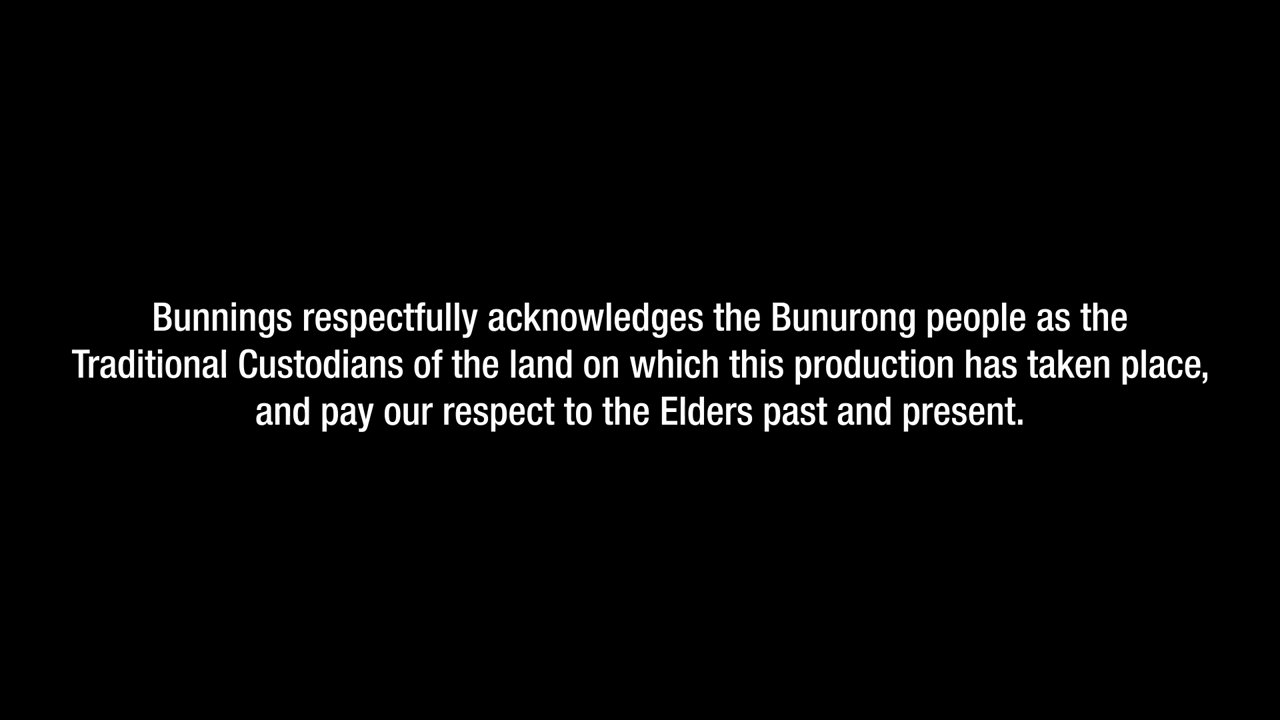 Bunnings respectfully acknowledges the Bunurong people as the
Traditional Custodians of the land on which this production has taken place,
and pay our respect to the Elders past and present.